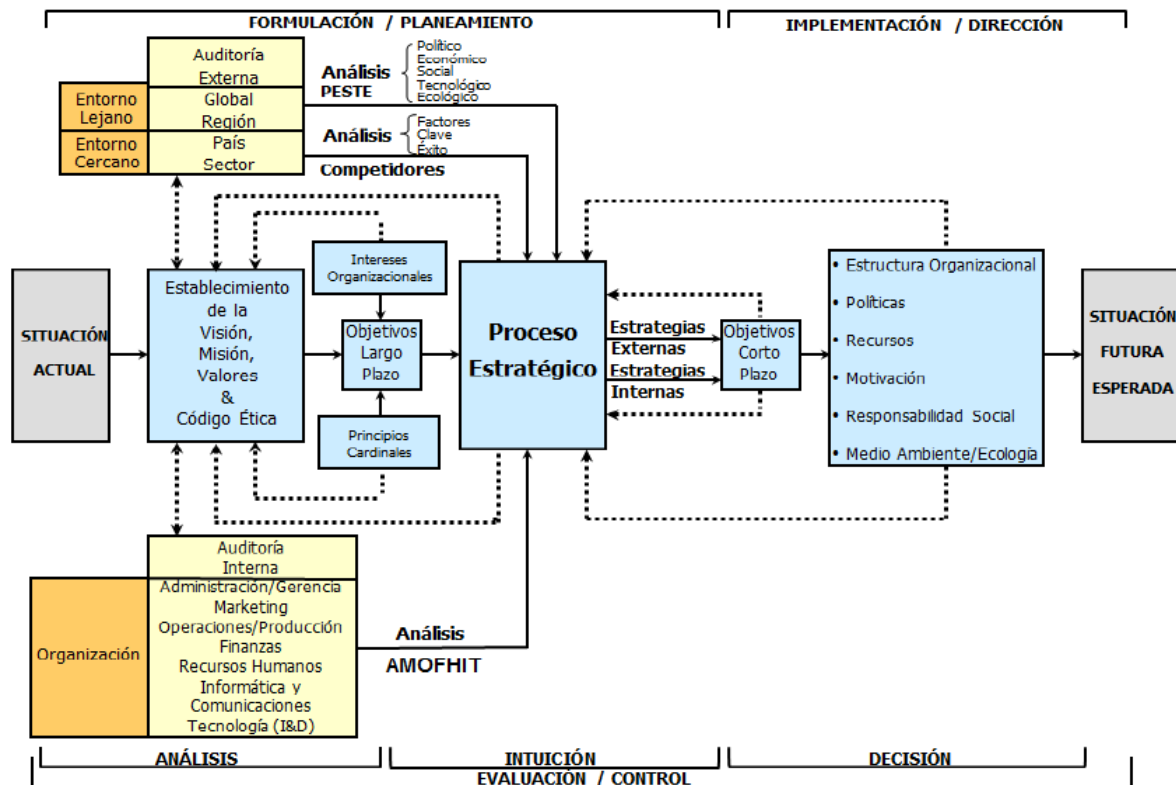 FORMULACIÓN / PLANEAMIENTO
IMPLEMENTACIÓN / DIRECCIÓN
Auditoría
Externa
Entorno
Lejano
Global
Región
Entorno
Cercano
País
Sector
Análisis
PESTE
Político
Económico
Social
Tecnológico
Ecológico
Análisis
Factores
Clave
Éxito
Competidores
SITUACIÓN
ACTUAL
Establecimiento
de la
Visión,
Misión,
Valores
&
Código Ética
Intereses
Organizacionales
Objetivos
Largo
Plazo
Principios
Cardinales
Proceso
Estratégico
Estrategias
Externas
Estrategias
Internas
Objetivos
Corto
Plazo
• Estructura Organizacional
• Políticas
• Recursos
• Motivación
• Responsabilidad Social
• Medio Ambiente/Ecología
SITUACIÓN
FUTURA
ESPERADA
Auditoría
Interna
Organización
Administración/Gerencia
Marketing
Operaciones/Producción
Finanzas
Recursos Humanos
Informática y
Comunicaciones
Tecnología (I&D)
Análisis
AMOFHIT
ANÁLISIS
INTUICIÓN
DECISIÓN
EVALUACIÓN / CONTROL